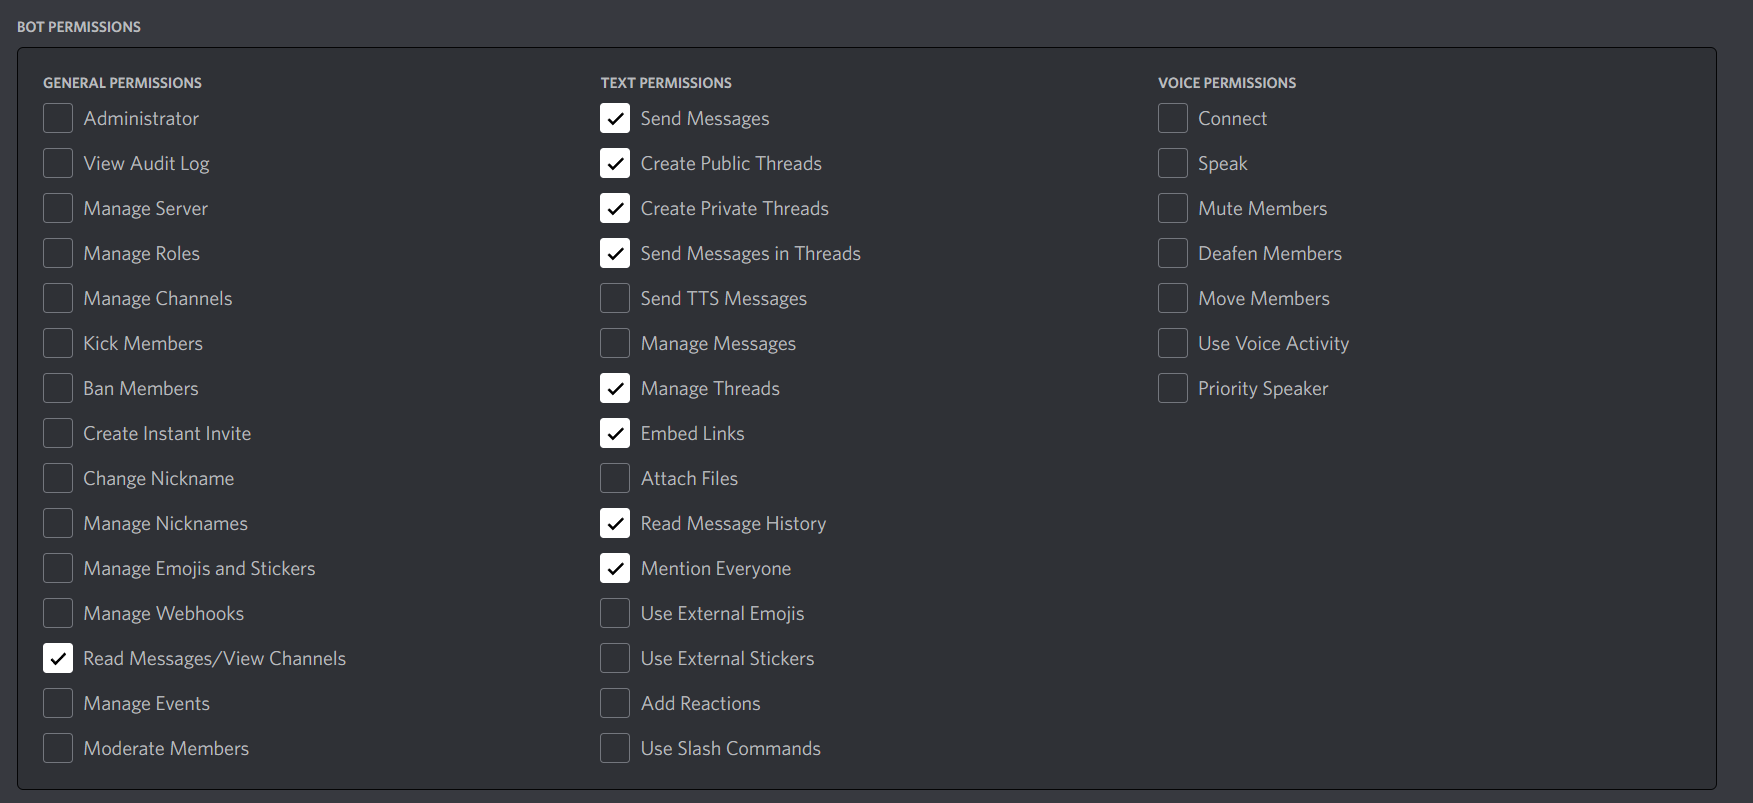 BOT PERMISSIONS
GENERAL PERMISSIONS
Administrator
View Audit Log
Manage Server
Manage Roles
Manage Channels
Kick Members
Ban Members
Create Instant Invite
Change Nickname
Manage Nicknames
Manage Emojis and Stickers
Manage Webhooks
Read Messages/View Channels
Manage Events
Moderate Members
TEXT PERMISSIONS
Send Messages
Create Public Threads
Create Private Threads
Send Messages in Threads
Send TTS Messages
Manage Messages
Manage Threads
Embed Links
Attach Files
Read Message History
Mention Everyone
Use External Emojis
Use External Stickers
Add Reactions
Use Slash Commands
VOICE PERMISSIONS
Connect
Speak
Mute Members
Deafen Members
Move Members
Use Voice Activity
Priority Speaker